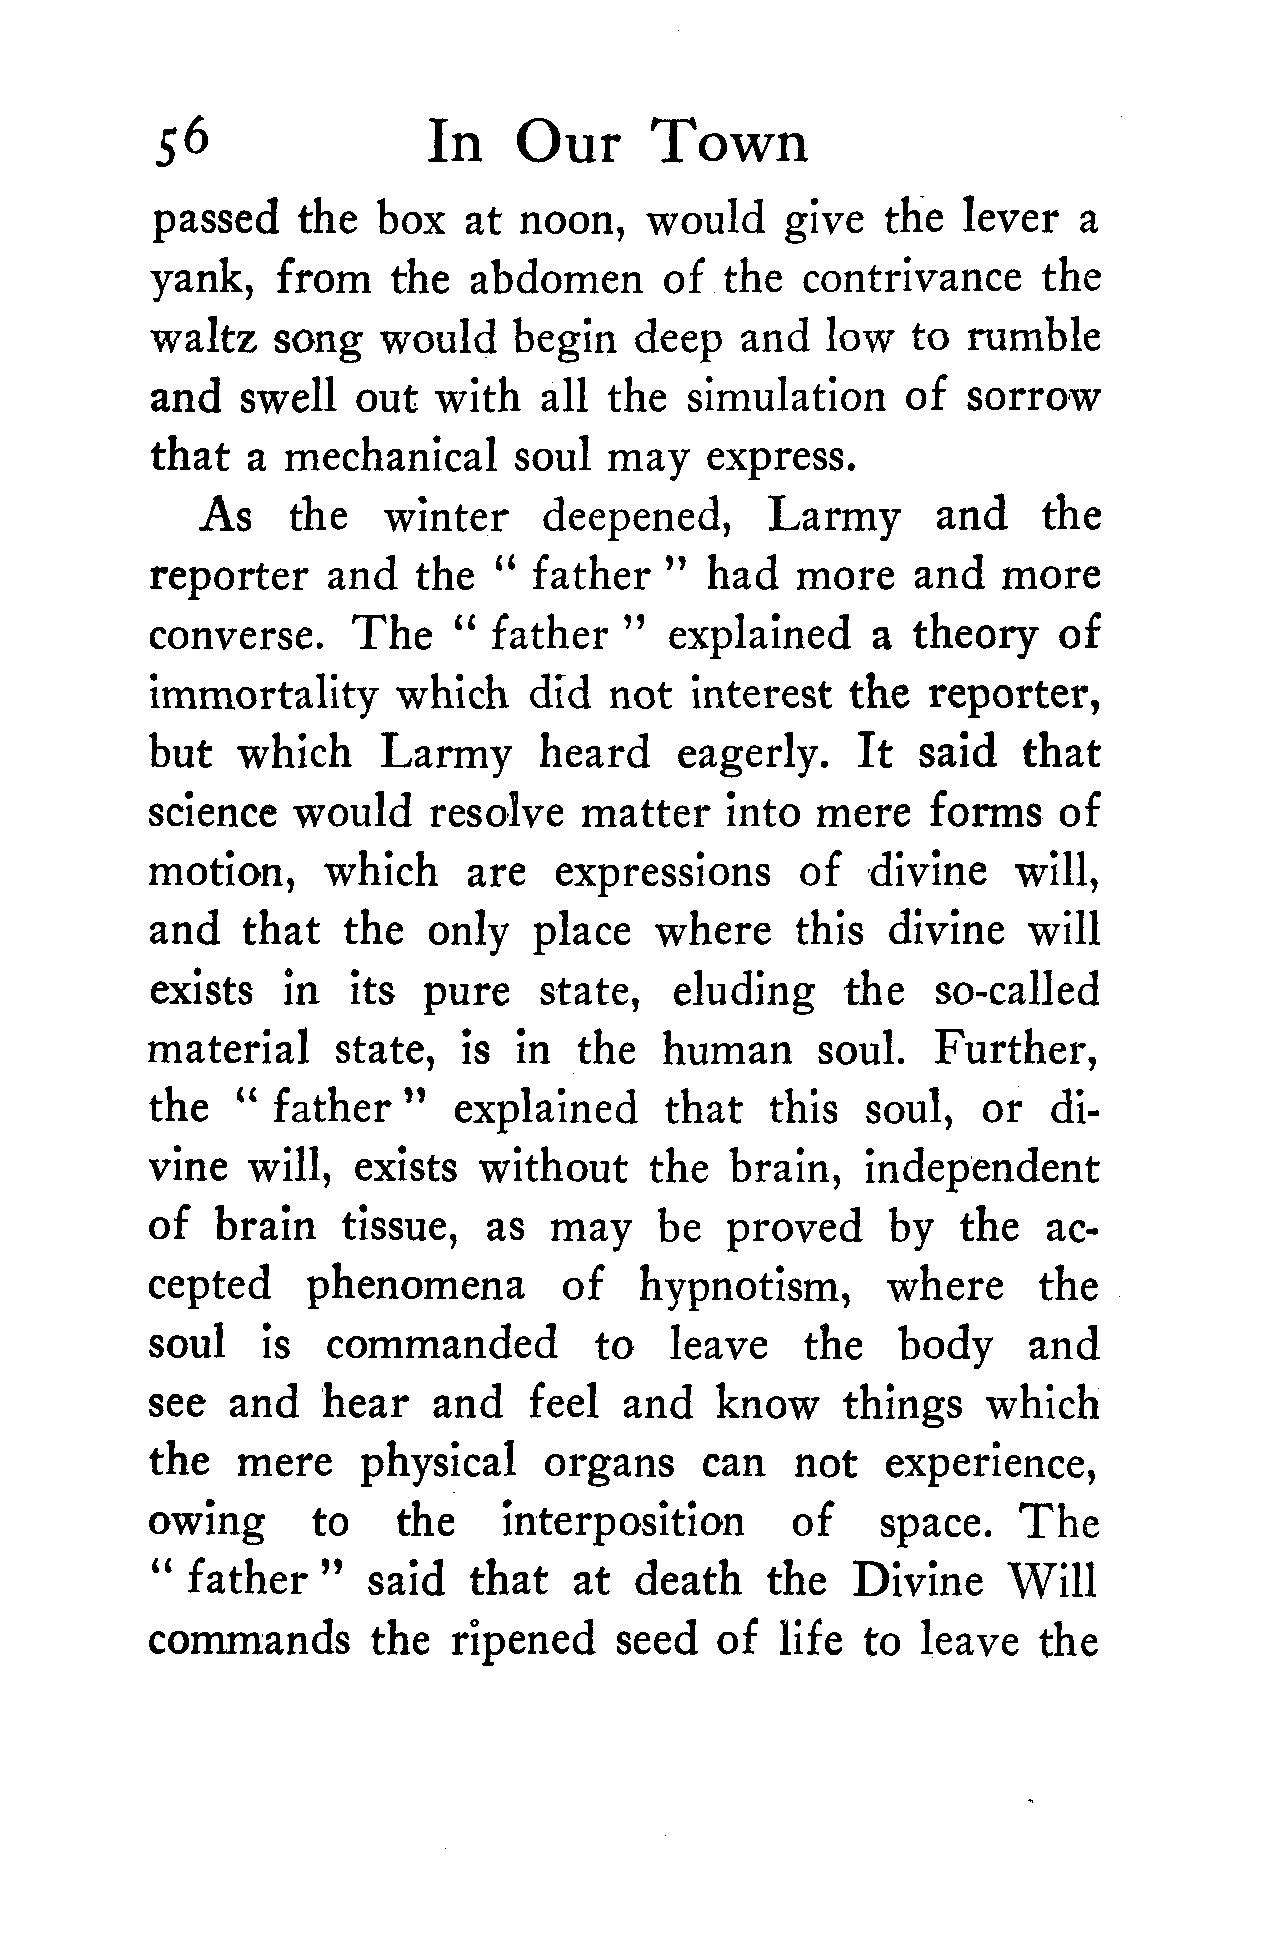 56 In Our Town
passed the box at noon, would give the lever a
yank, from the abdomen of the contrivance the
waltz song would begin deep and low to rumble
and swell out with all the simulation of sorrow
that a mechanical soul may express.
As the winter deepened, Larmy and the
reporter and the “ father ” had more and more
converse. The “ father ” explained a theory of
immortality which did not interest the reporter,
but which Larmy heard eagerly. It said that
science would resolve matter into mere forms of
motion, which are expressions of divine will,
and that the only place where this divine will
exists in its pure state, eluding the so-called
material state, is in the human soul. Further,
the “ father ” explained that this soul, or di-
vine will, exists without the brain, independent
of brain tissue, as may be proved by the ac-
cepted phenomena of hypnotism, where the
soul is commanded to leave the body and
see and hear and feel and know things which
the mere physical organs can not experience,
owing to the interposition of space. The
“ father ” said that at death the Divine Will
commands the ripened seed of life to leave the